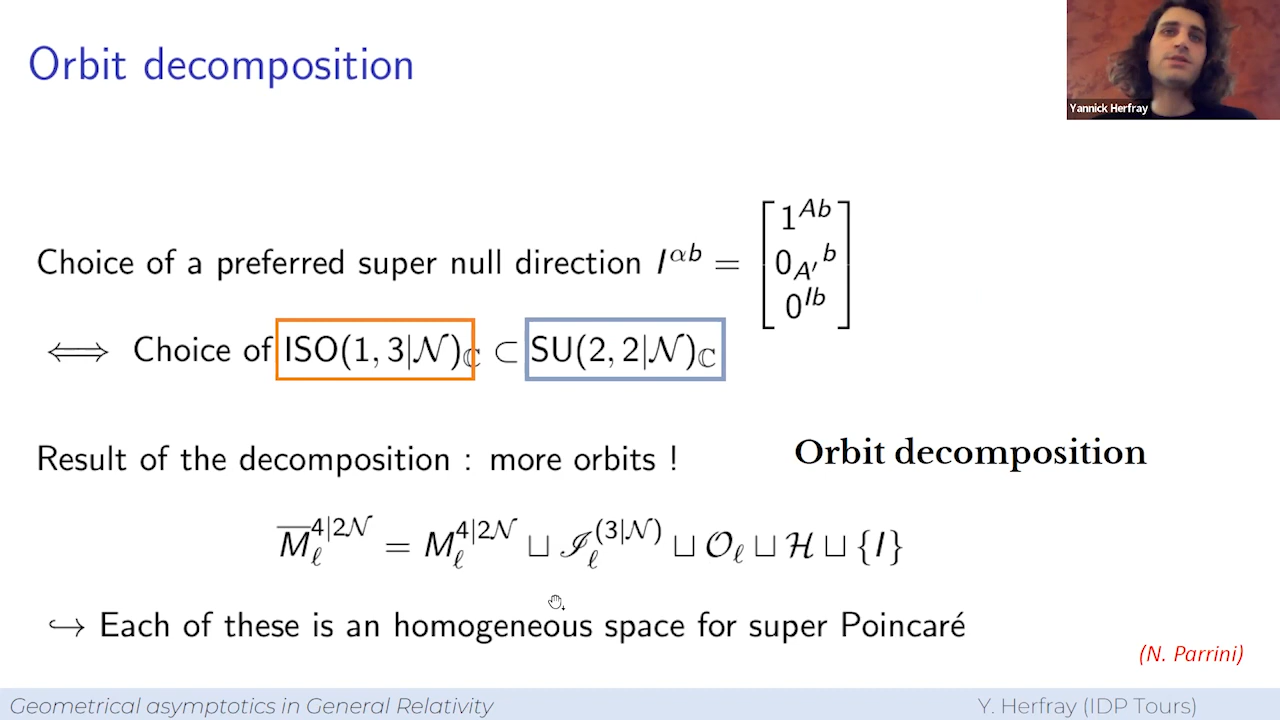 Orbit decomposition
Yannick Herfray
Choice of a preferred super null direction I^{αb} = [1^{Ab} 0_{A'}^{b} 0^{Ib}]
⟺ Choice of ISO(1, 3|𝒩)_ℂ ⊂ SU(2, 2|𝒩)_ℂ
Result of the decomposition : more orbits !
Orbit decomposition
\overline{M}_ℓ^{4|2𝒩} = M_ℓ^{4|2𝒩} ⊔ ℐ_ℓ^{(3|𝒩)} ⊔ 𝒪_ℓ ⊔ ℋ ⊔ {I}
↪ Each of these is an homogeneous space for super Poincaré
(N. Parrini)
Geometrical asymptotics in General Relativity
Y. Herfray (IDP Tours)